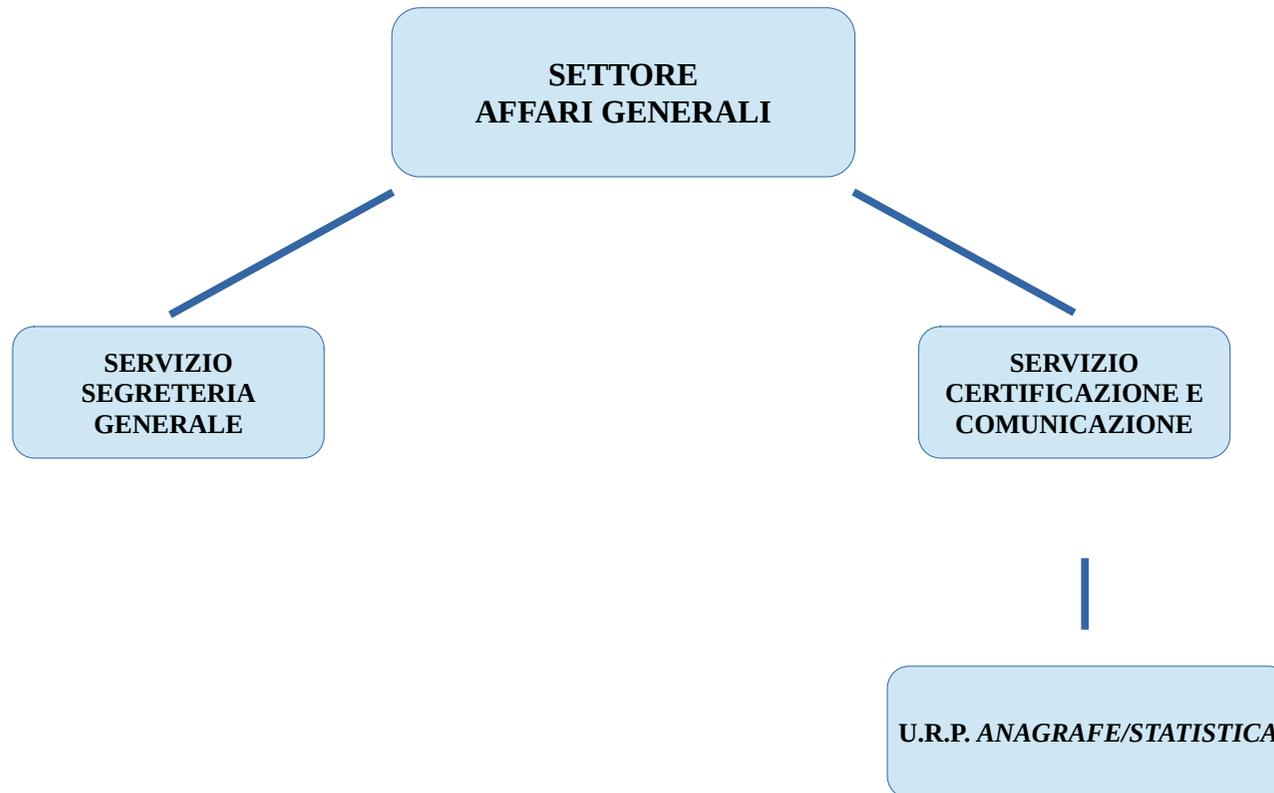 SETTORE
AFFARI GENERALI
SERVIZIO
SEGRETERIA
GENERALE
SERVIZIO
CERTIFICAZIONE E
COMUNICAZIONE
U.R.P. ANAGRAFE/STATISTICA